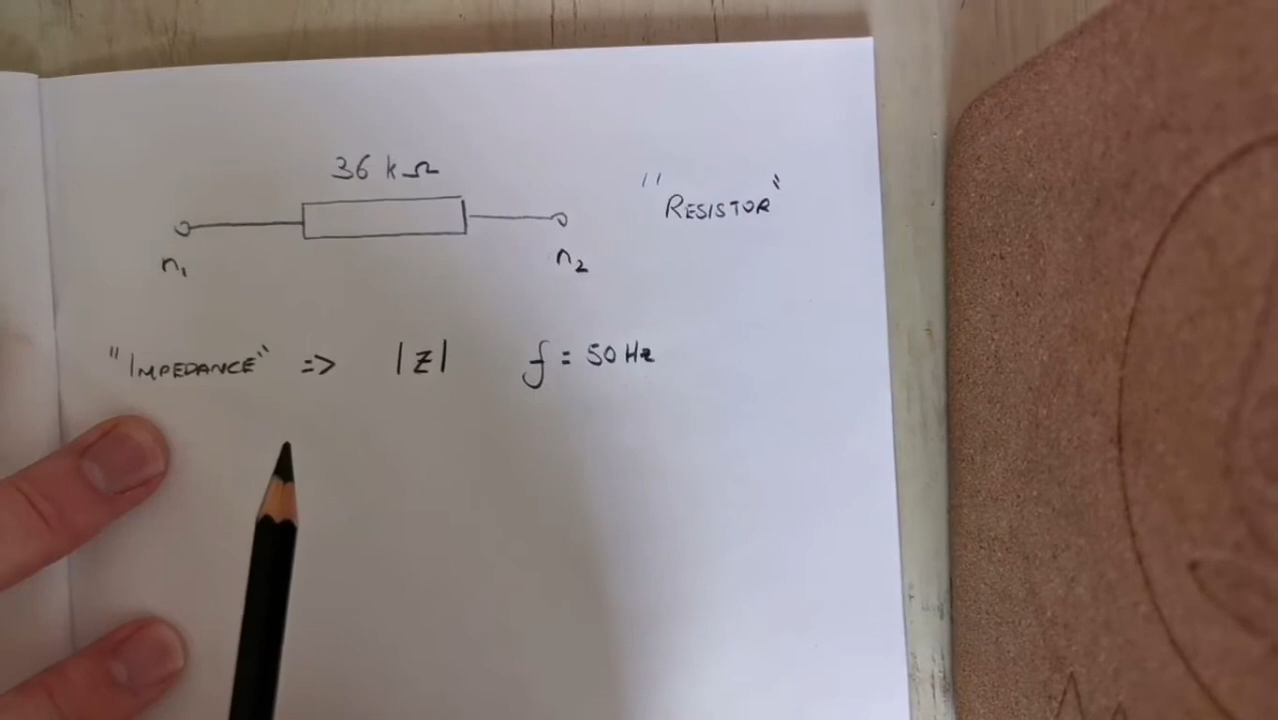 36 kΩ
"RESISTOR"
n₁
n₂
"IMPEDANCE" => |Z| f = 50 Hz